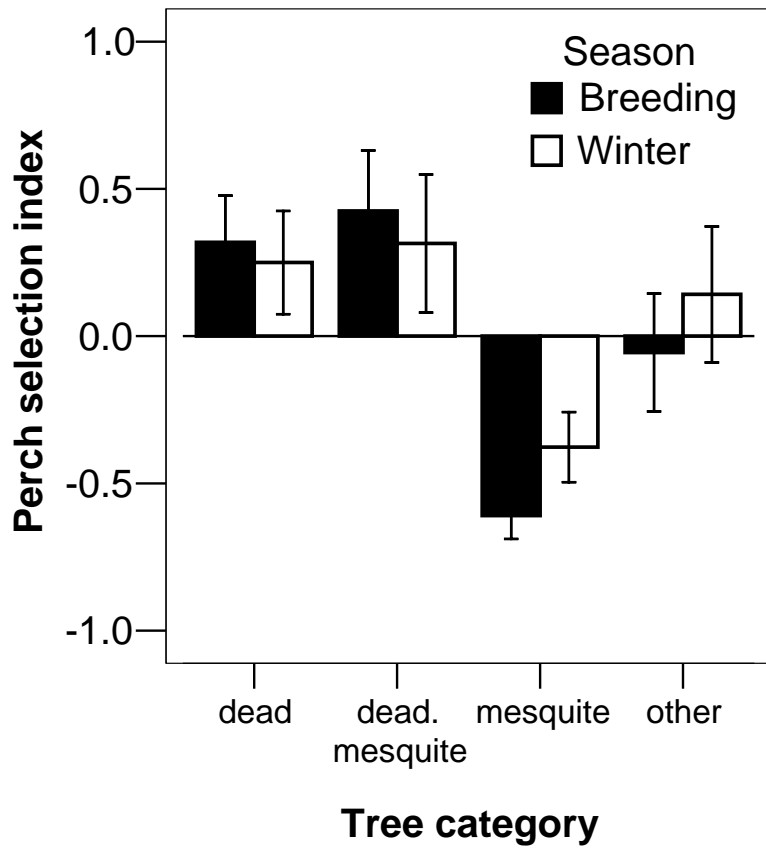 Perch selection index
1.0
0.5
0.0
-0.5
-1.0
Season
Breeding
Winter
dead
dead.
mesquite
mesquite
other
Tree category